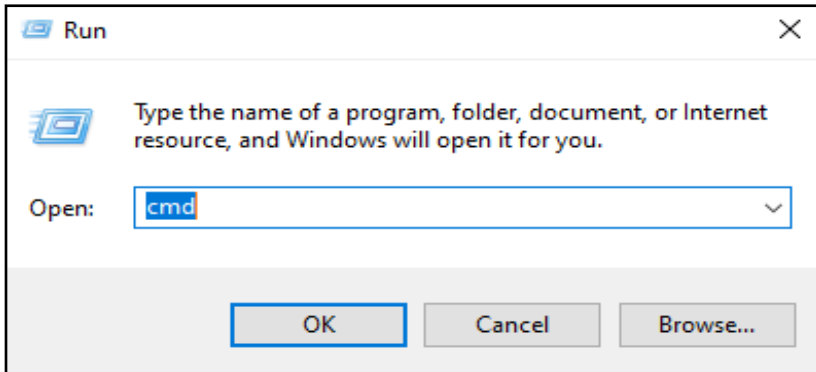 Run
Type the name of a program, folder, document, or Internet
resource, and Windows will open it for you.
Open: cmd
OK Cancel Browse...